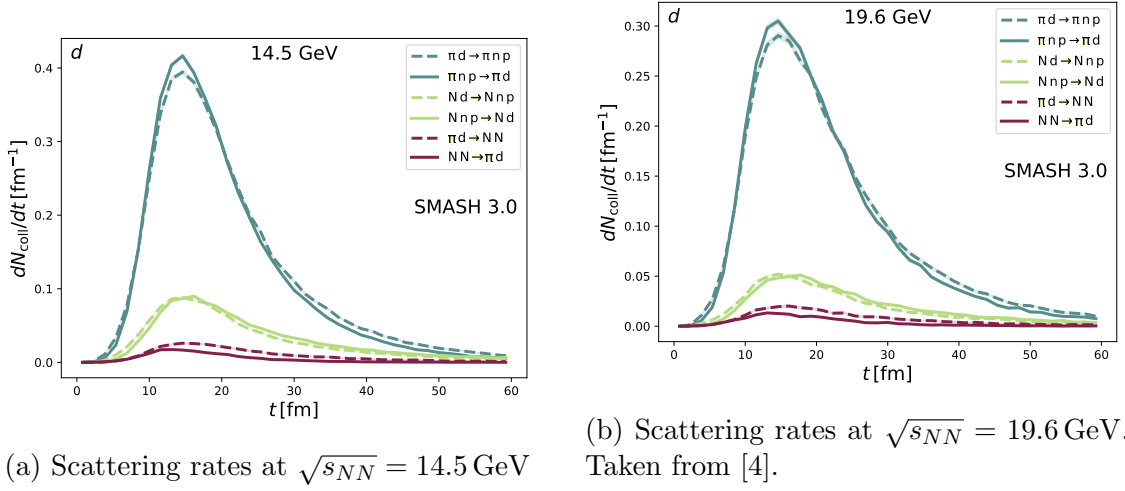 d
14.5 GeV
πd→πnp
πnp→πd
Nd→Nnp
Nnp→Nd
πd→NN
NN→πd
SMASH 3.0
dN_coll/dt [fm⁻¹]
0.4
0.3
0.2
0.1
0.0
0 10 20 30 40 50 60
t [fm]
(a) Scattering rates at √s_NN = 14.5 GeV
d
19.6 GeV
πd→πnp
πnp→πd
Nd→Nnp
Nnp→Nd
πd→NN
NN→πd
SMASH 3.0
dN_coll/dt [fm⁻¹]
0.30
0.25
0.20
0.15
0.10
0.05
0.00
0 10 20 30 40 50 60
t [fm]
(b) Scattering rates at √s_NN = 19.6 GeV.
Taken from [4].